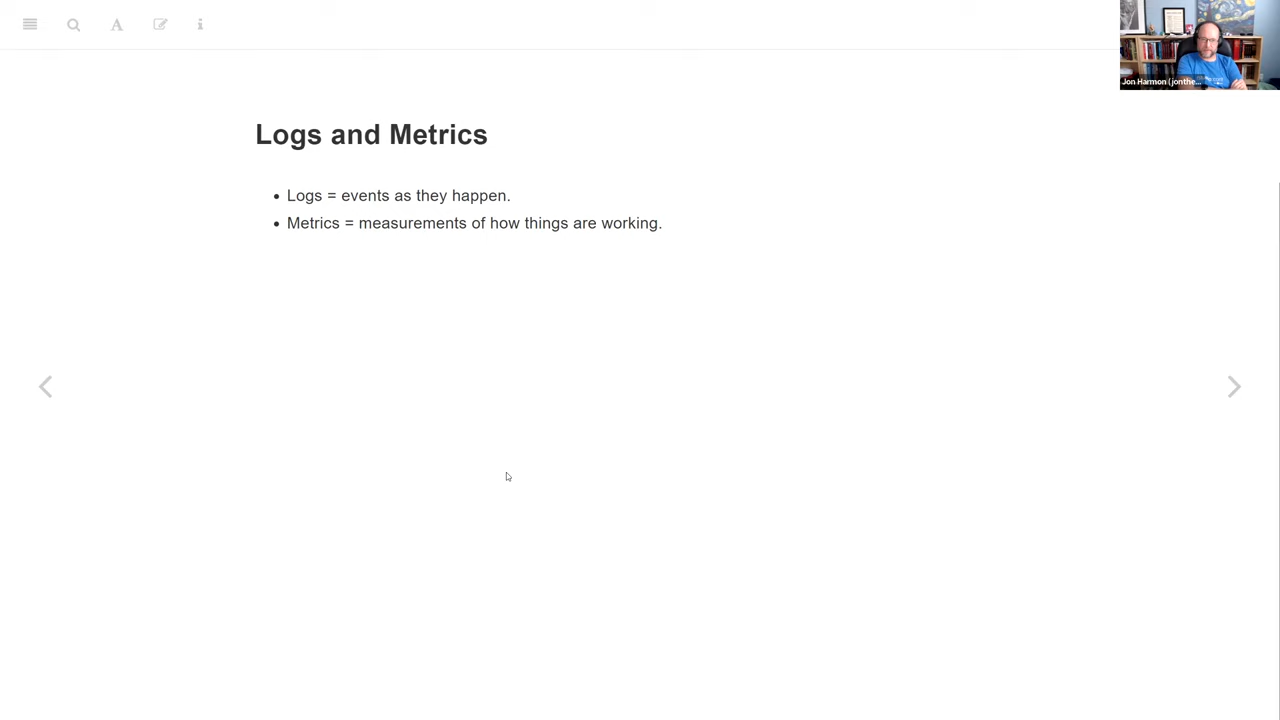 Logs and Metrics
Logs = events as they happen.
Metrics = measurements of how things are working.
Jon Harmon (jonthe...